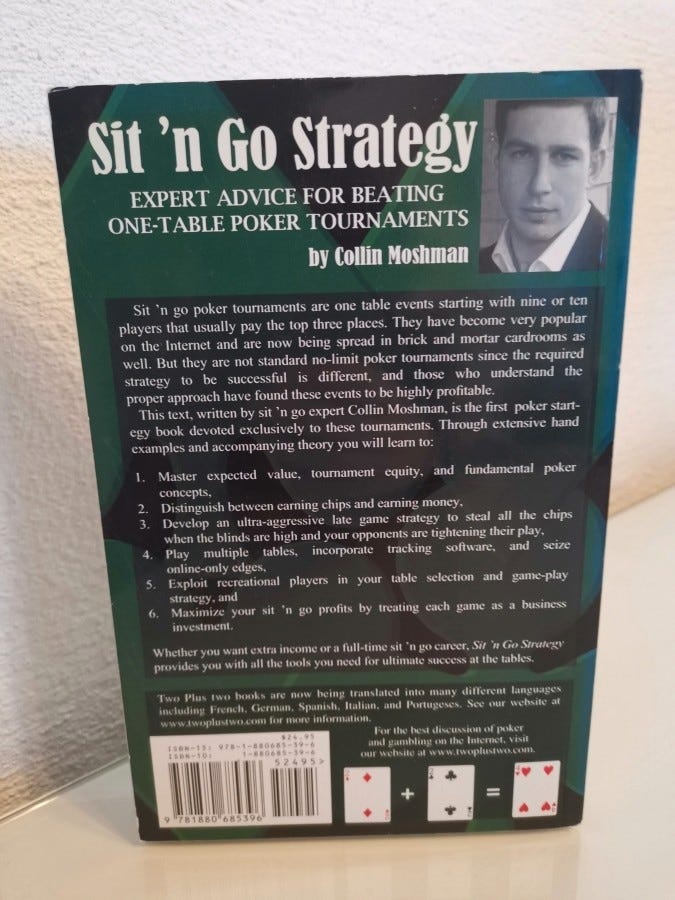 Sit 'n Go Strategy
EXPERT ADVICE FOR BEATING
ONE-TABLE POKER TOURNAMENTS
by Collin Moshman
Sit 'n go poker tournaments are one table events starting with nine or ten
players that usually pay the top three places. They have become very popular
on the Internet and are now being spread in brick and mortar cardrooms as
well. But they are not standard no-limit poker tournaments since the required
strategy to be successful is different, and those who understand the
proper approach have found these events to be highly profitable.
This text, written by sit 'n go expert Collin Moshman, is the first poker start-
egy book devoted exclusively to these tournaments. Through extensive hand
examples and accompanying theory you will learn to:
1. Master expected value, tournament equity, and fundamental poker
concepts,
2. Distinguish between earning chips and earning money,
3. Develop an ultra-aggressive late game strategy to steal all the chips
when the blinds are high and your opponents are tightening their play,
4. Play multiple tables, incorporate tracking software, and seize
online-only edges,
5. Exploit recreational players in your table selection and game-play
strategy, and
6. Maximize your sit 'n go profits by treating each game as a business
investment.
Whether you want extra income or a full-time sit 'n go career, Sit 'n Go Strategy
provides you with all the tools you need for ultimate success at the tables.
Two Plus two books are now being translated into many different languages
including French, German, Spanish, Italian, and Portugeses. See our website at
www.twoplustwo.com for more information.
$24.95
ISBN-13: 978-1-880685-39-6
ISBN-10: 1-880685-39-6
52495>
9 781880 685396
For the best discussion of poker
and gambling on the Internet, visit
our website at www.twoplustwo.com.
+ =